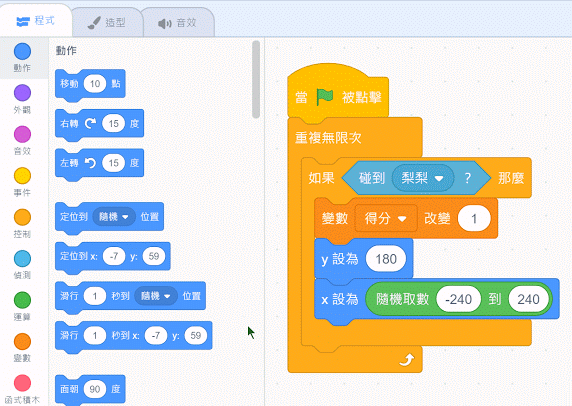 程式
造型
音效
動作
外觀
音效
事件
控制
偵測
運算
變數
函式積木
動作
移動 10 點
右轉 15 度
左轉 15 度
定位到 隨機 位置
定位到 x: -7 y: 59
滑行 1 秒到 隨機 位置
滑行 1 秒到 x: -7 y: 59
面朝 90 度
當 被點擊
重複無限次
如果 碰到 梨梨 ? 那麼
變數 得分 改變 1
y 設為 180
x 設為 隨機取數 -240 到 240